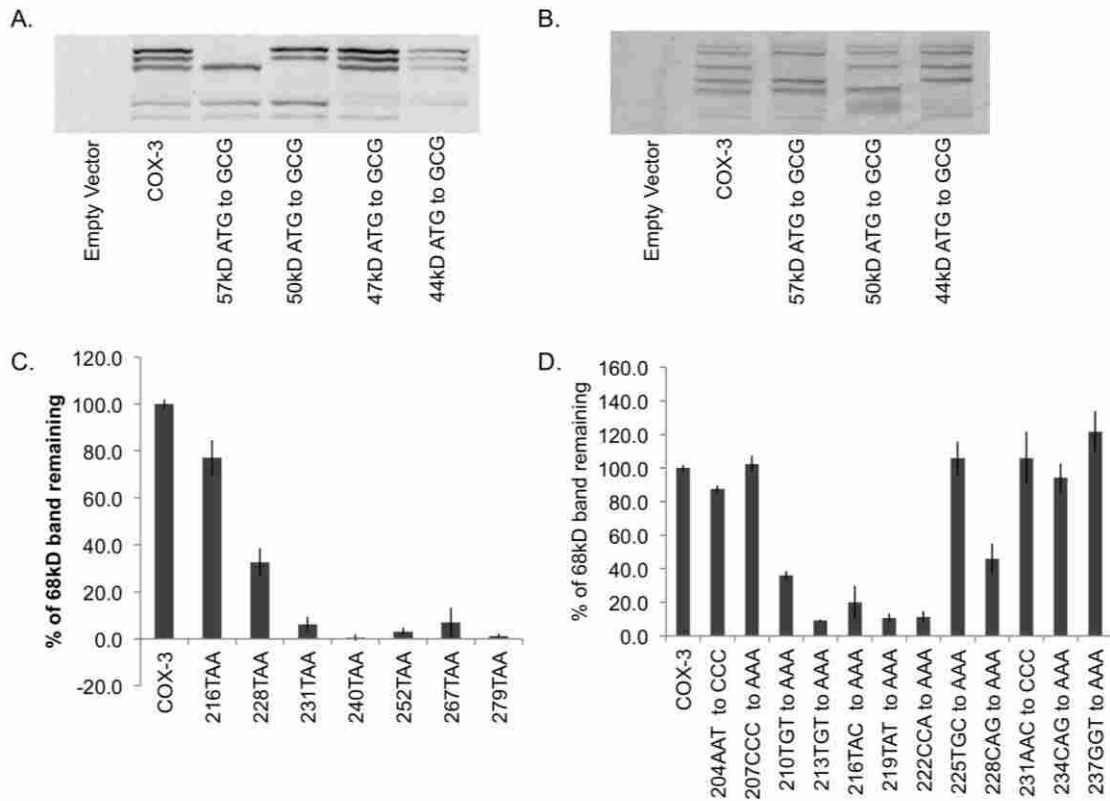 A.
Empty Vector
COX-3
57kD ATG to GCG
50kD ATG to GCG
47kD ATG to GCG
44kD ATG to GCG
B.
Empty Vector
COX-3
57kD ATG to GCG
50kD ATG to GCG
44kD ATG to GCG
C.
% of 68kD band remaining
120.0
100.0
80.0
60.0
40.0
20.0
0.0
-20.0
COX-3
216TAA
228TAA
231TAA
240TAA
252TAA
267TAA
279TAA
D.
% of 68kD band remaining
160.0
140.0
120.0
100.0
80.0
60.0
40.0
20.0
0.0
COX-3
204AAT to CCC
207CCC to AAA
210TGT to AAA
213TGT to AAA
216TAC to AAA
219TAT to AAA
222CCA to AAA
225TGC to AAA
228CAG to AAA
231AAC to CCC
234CAG to AAA
237GGT to AAA